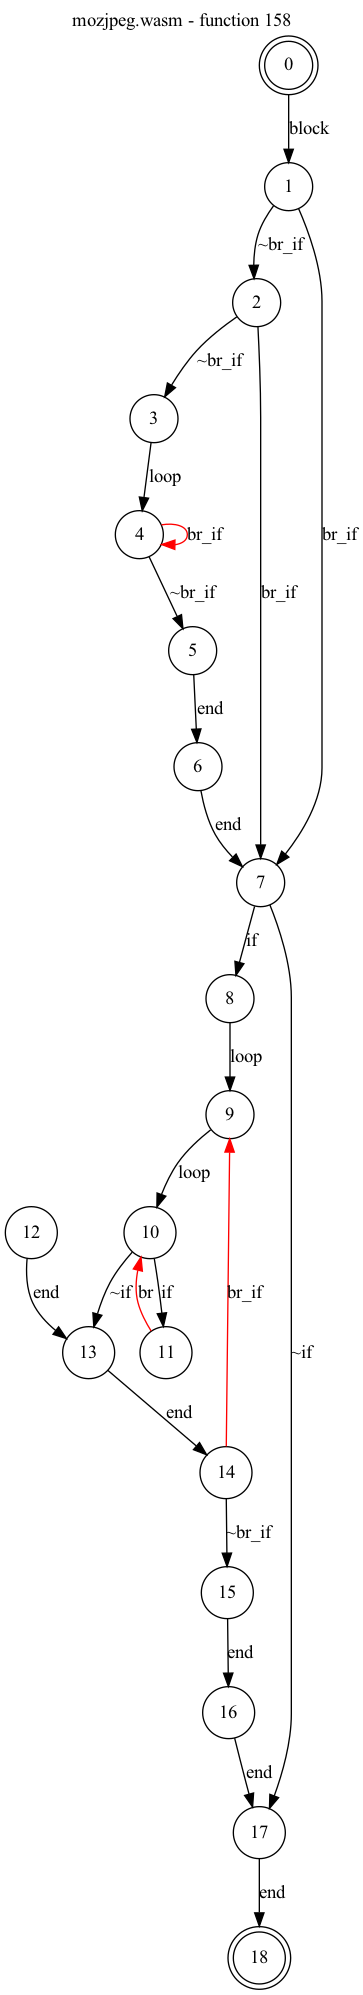 mozjpeg.wasm - function 158
0
block
1
~br_if
2
~br_if
3
loop
4
br_if
br_if
br_if
~br_if
5
end
6
end
7
if
8
loop
9
loop
12
10
end
~if
br
if
br_if
~if
13
11
end
14
~br_if
15
end
16
end
17
end
18